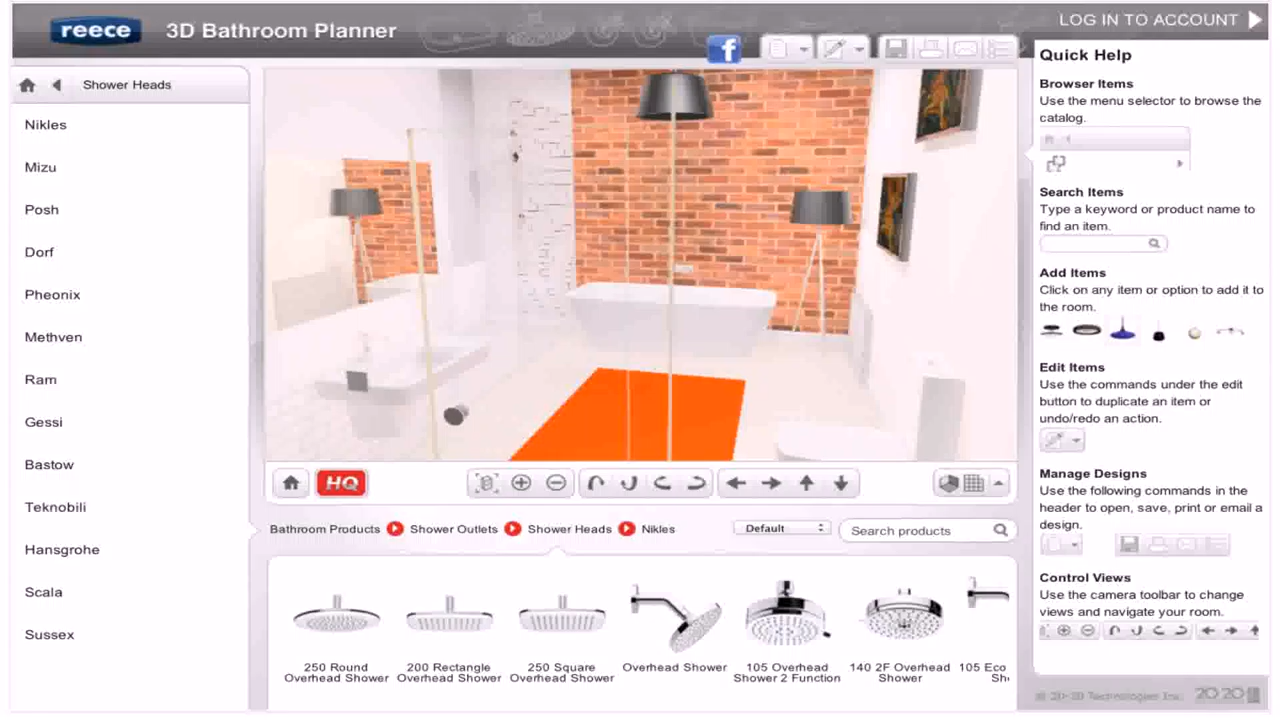 reece
3D Bathroom Planner
LOG IN TO ACCOUNT
f
Shower Heads
Nikles
Mizu
Posh
Dorf
Pheonix
Methven
Ram
Gessi
Bastow
Teknobili
Hansgrohe
Scala
Sussex
HQ
Bathroom Products
Shower Outlets
Shower Heads
Nikles
Default
Search products
250 Round
Overhead Shower
200 Rectangle
Overhead Shower
250 Square
Overhead Shower
Overhead Shower
105 Overhead
Shower 2 Function
140 2F Overhead
Shower
105 Eco
Sh
Quick Help
Browser Items
Use the menu selector to browse the
catalog.
Search Items
Type a keyword or product name to
find an item.
Add Items
Click on any item or option to add it to
the room.
Edit Items
Use the commands under the edit
button to duplicate an item or
undo/redo an action.
Manage Designs
Use the following commands in the
header to open, save, print or email a
design.
Control Views
Use the camera toolbar to change
views and navigate your room.
© 20-20 Technologies Inc.
20 20